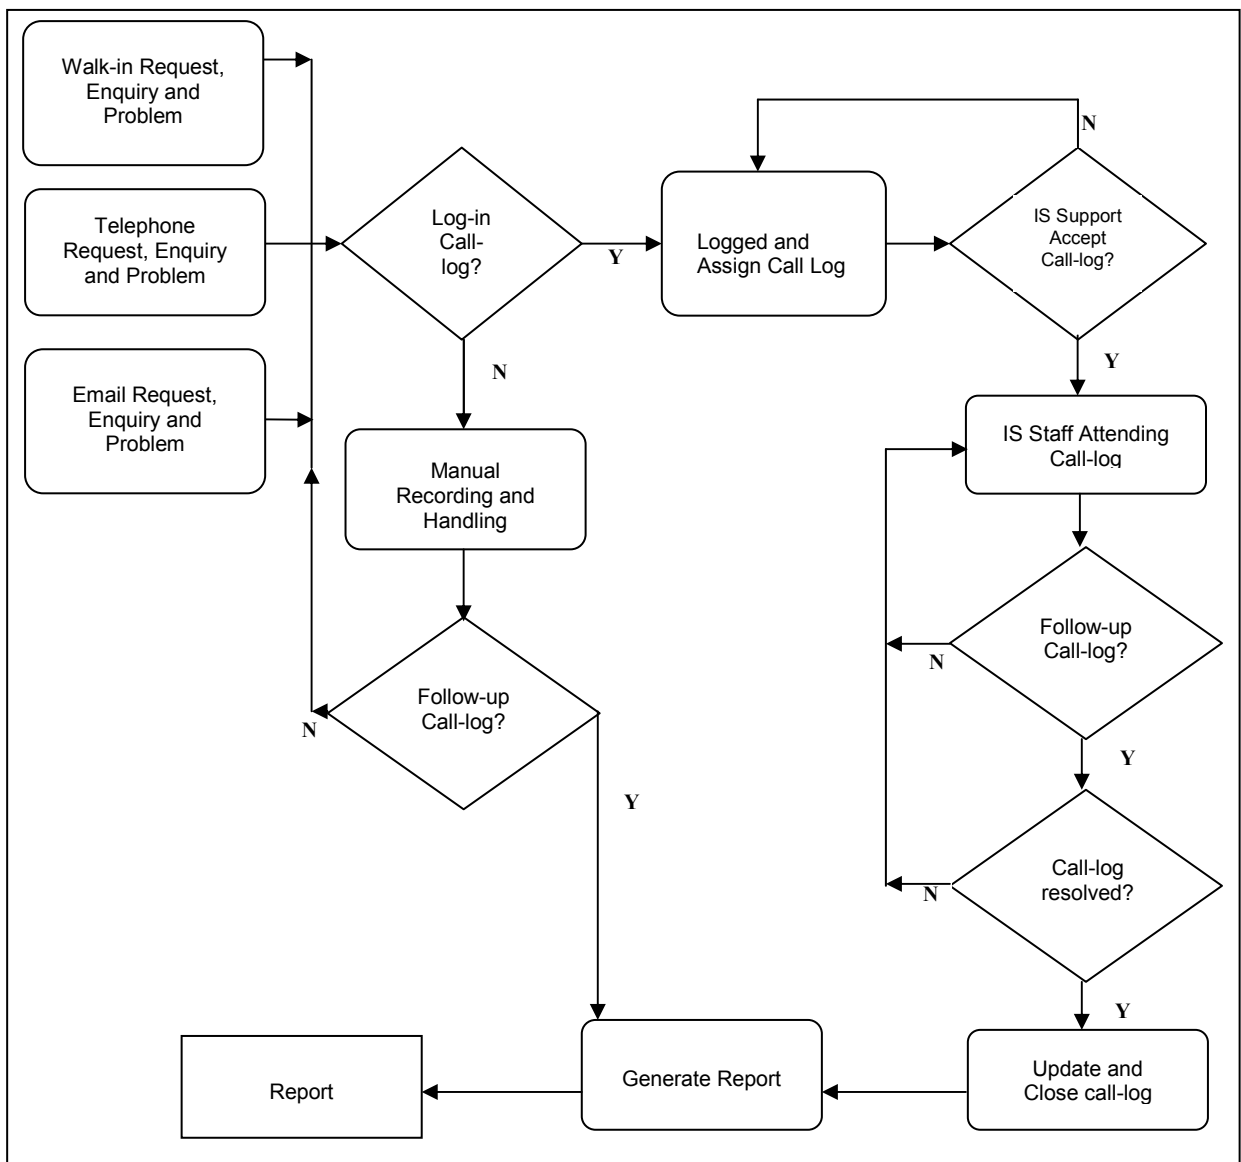 Walk-in Request,
Enquiry and
Problem
N
Log-in
Call-
log?
Y
Logged and
Assign Call Log
IS Support
Accept
Call-log?
Telephone
Request, Enquiry
and Problem
Y
N
Email Request,
Enquiry and
Problem
IS Staff Attending
Call-log
Manual
Recording and
Handling
Follow-up
Call-log?
N
Follow-up
Call-log?
N
Y
Y
Call-log
resolved?
N
Y
Report
Generate Report
Update and
Close call-log